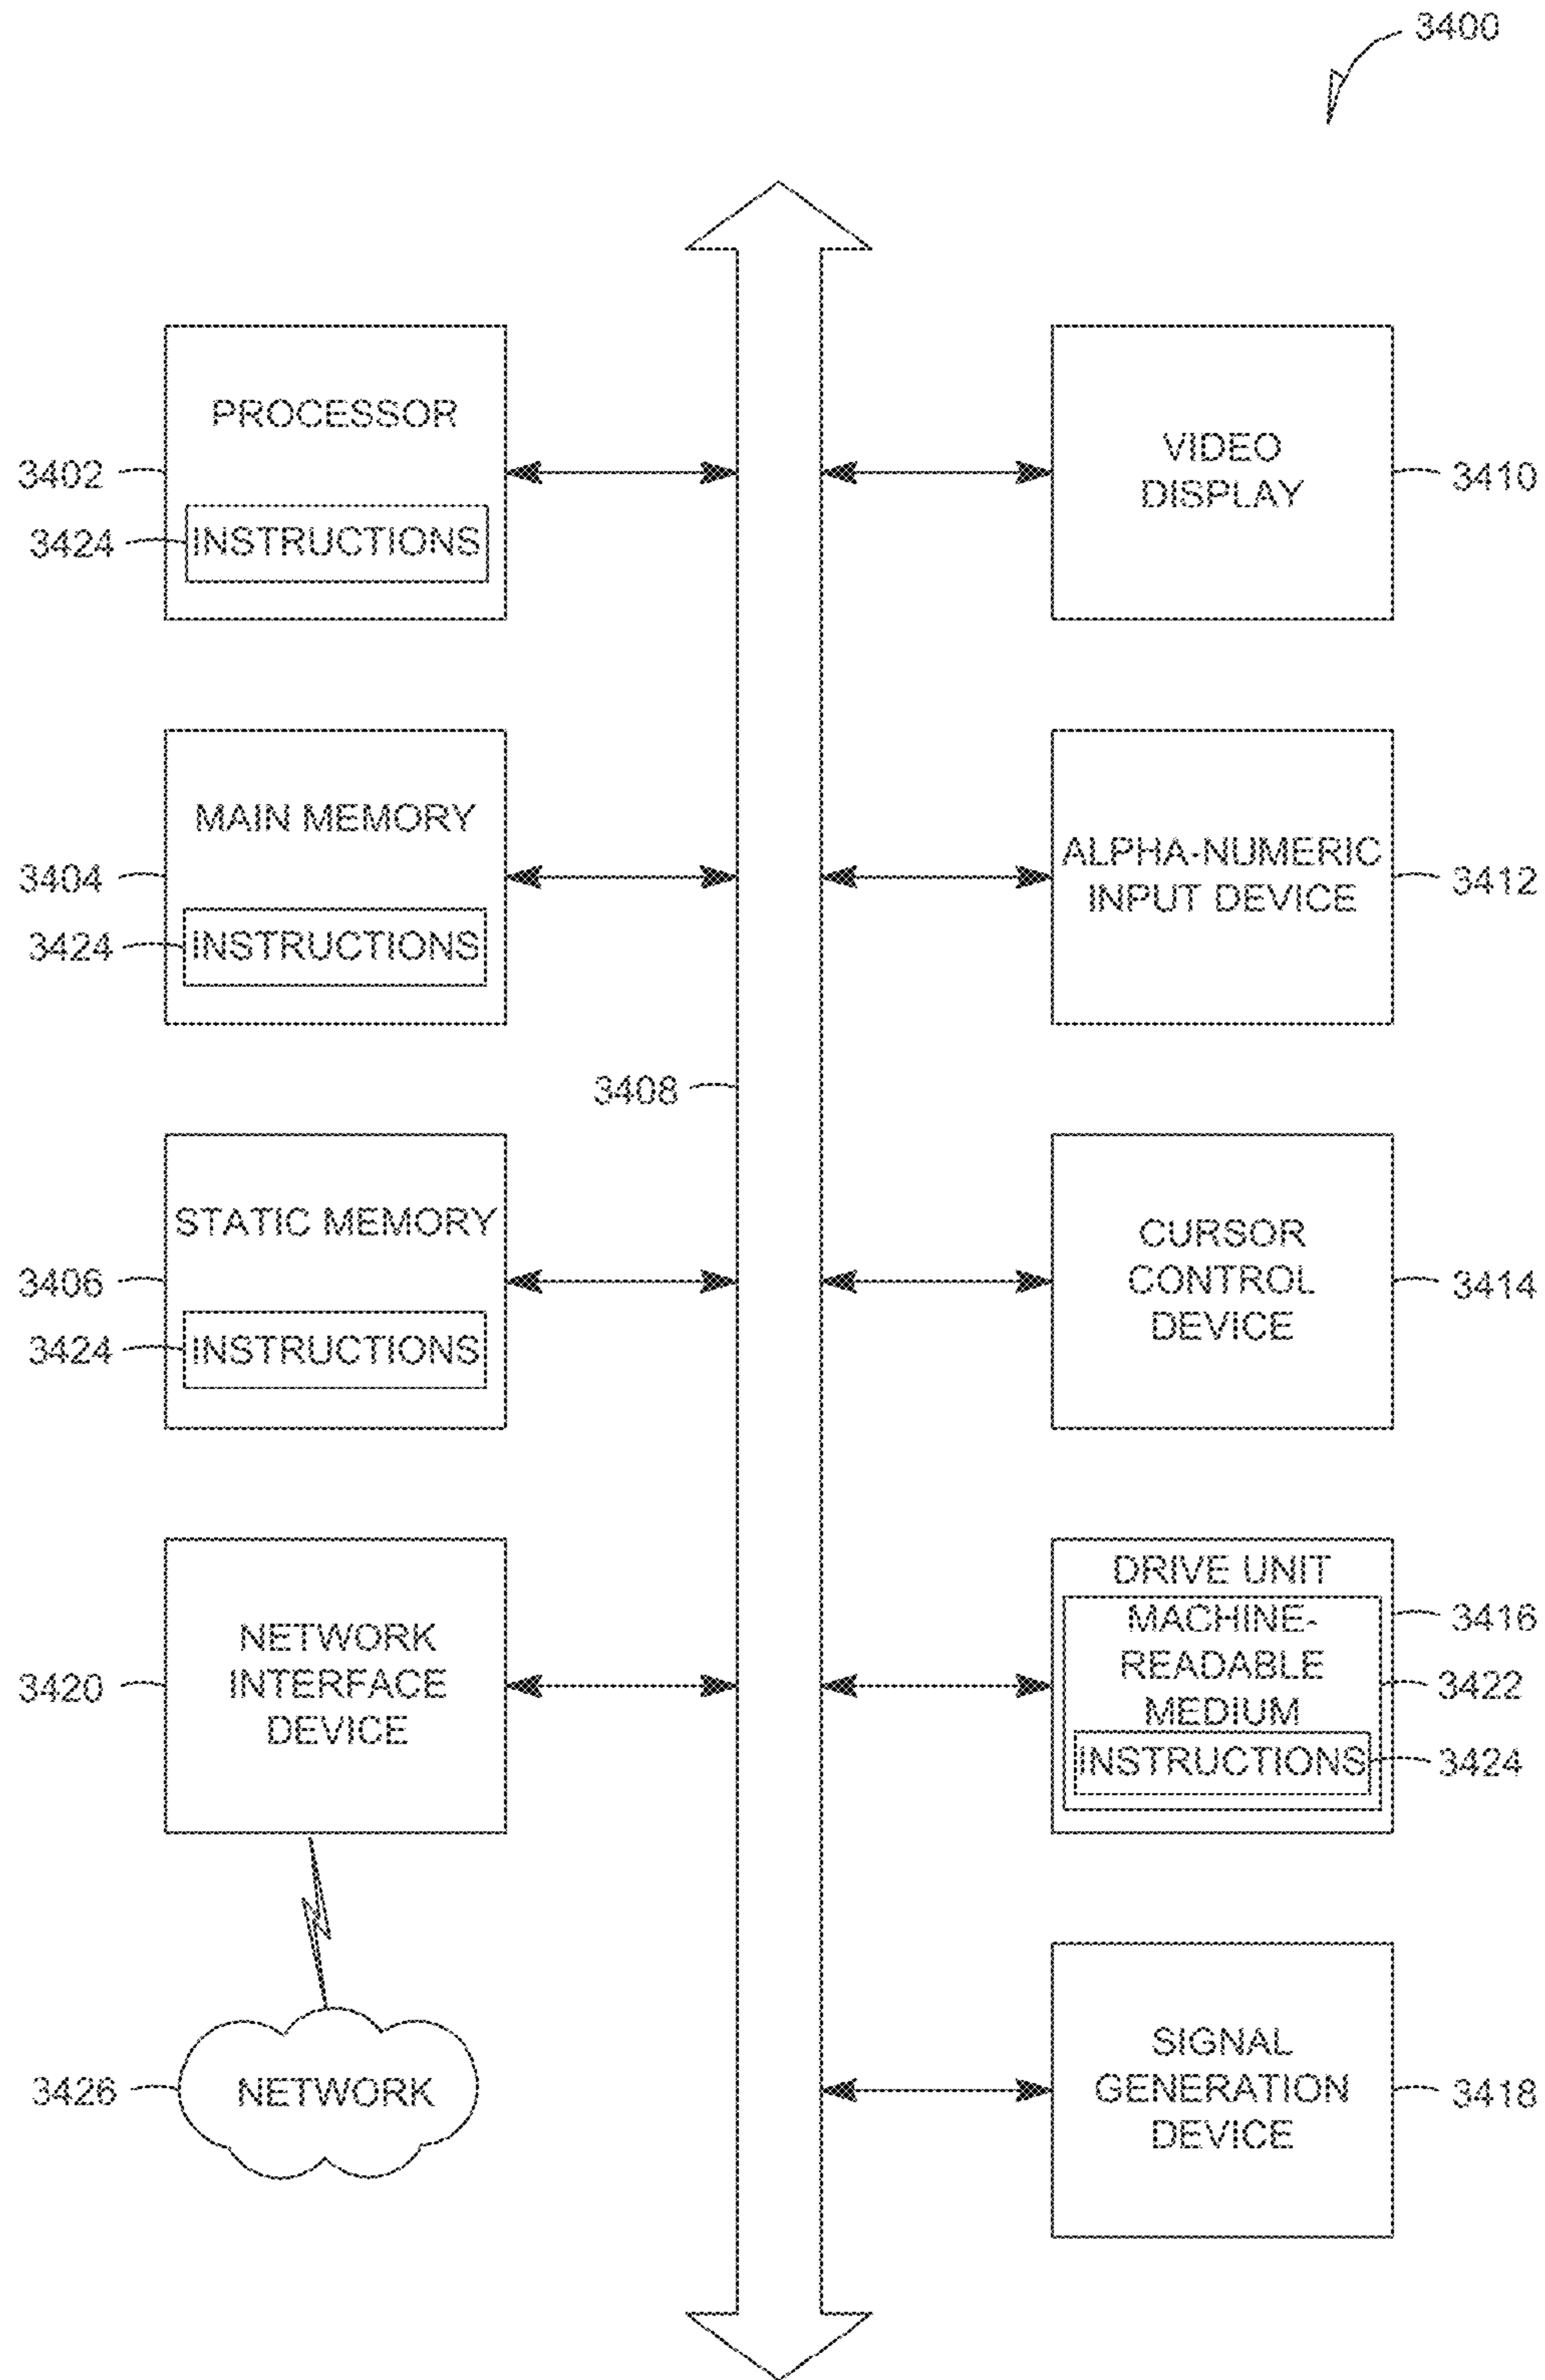 3400
PROCESSOR
3402
3424
INSTRUCTIONS
VIDEO
DISPLAY
3410
MAIN MEMORY
3404
3424
INSTRUCTIONS
ALPHA-NUMERIC
INPUT DEVICE
3412
3408
STATIC MEMORY
3406
3424
INSTRUCTIONS
CURSOR
CONTROL
DEVICE
3414
NETWORK
INTERFACE
DEVICE
3420
DRIVE UNIT
3416
MACHINE-
READABLE
MEDIUM
3422
INSTRUCTIONS
3424
3426
NETWORK
SIGNAL
GENERATION
DEVICE
3418